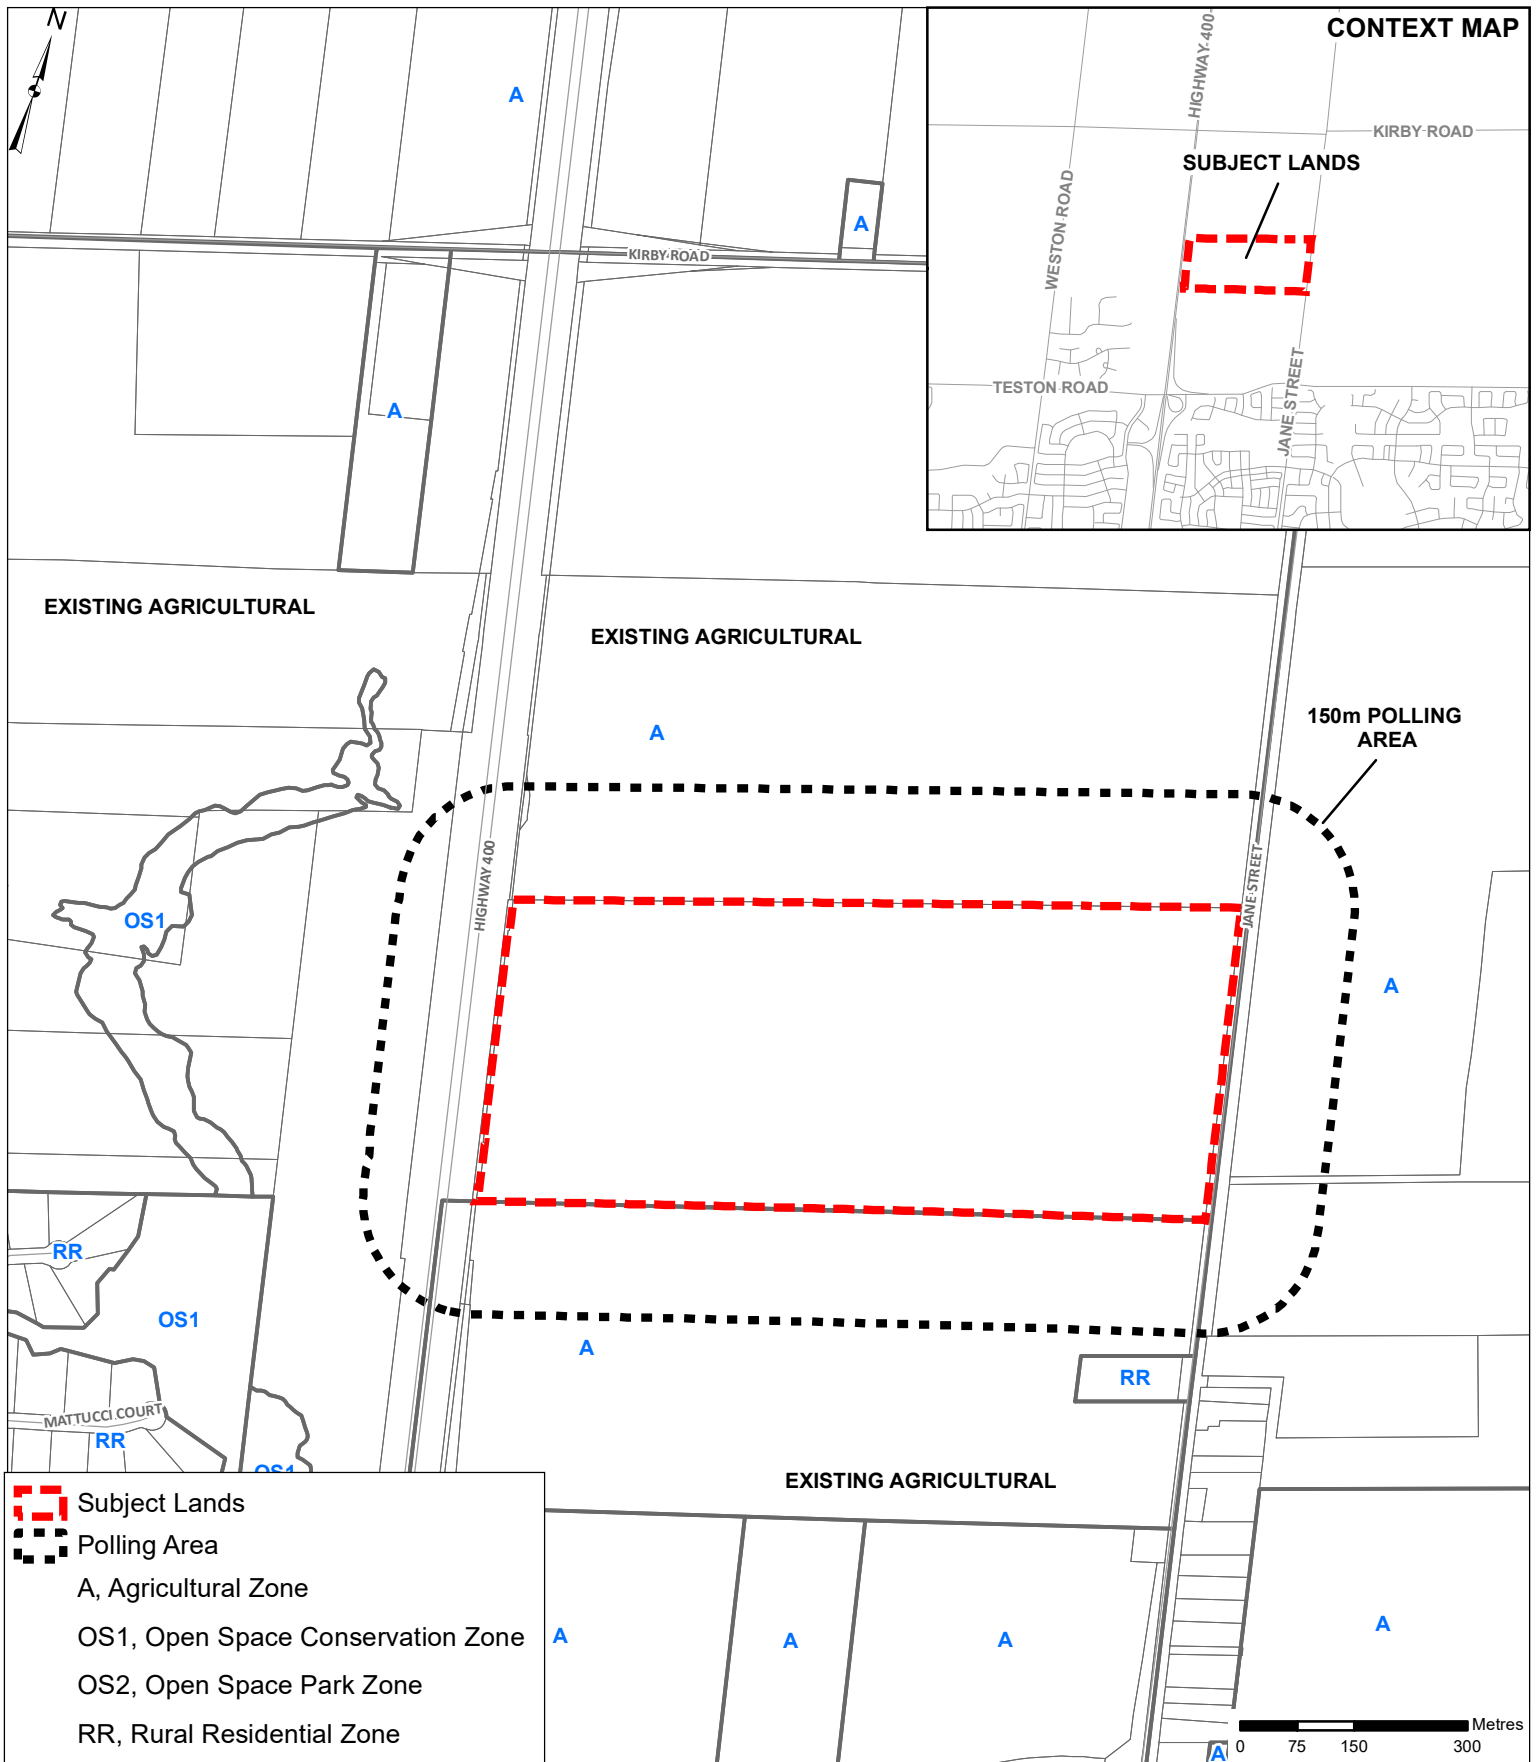 N
CONTEXT MAP
HIGHWAY 400
KIRBY ROAD
SUBJECT LANDS
WESTON ROAD
TESTON ROAD
JANE STREET
A
A
KIRBY ROAD
A
EXISTING AGRICULTURAL
EXISTING AGRICULTURAL
A
150m POLLING
AREA
HIGHWAY 400
JANE STREET
OS1
A
RR
OS1
A
RR
MATTUCCI COURT
RR
OS1
EXISTING AGRICULTURAL
Subject Lands
Polling Area
A, Agricultural Zone
OS1, Open Space Conservation Zone
OS2, Open Space Park Zone
RR, Rural Residential Zone
A
A
A
A
A
Metres
0 75 150 300